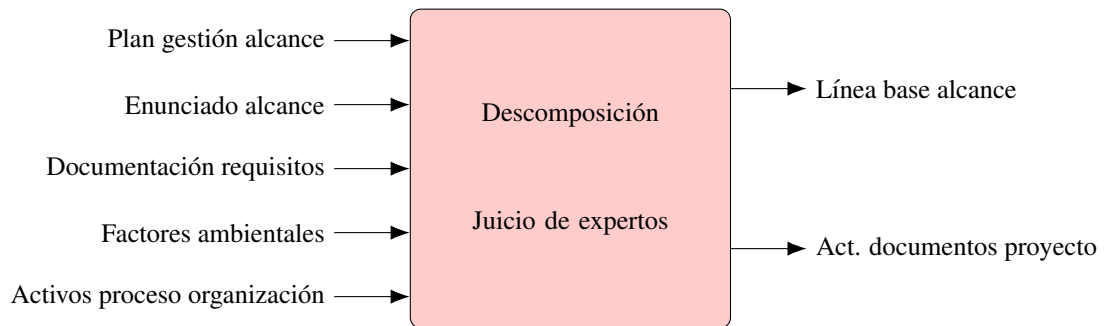 Plan gestión alcance
Enunciado alcance
Documentación requisitos
Factores ambientales
Activos proceso organización
Descomposición
Juicio de expertos
Línea base alcance
Act. documentos proyecto